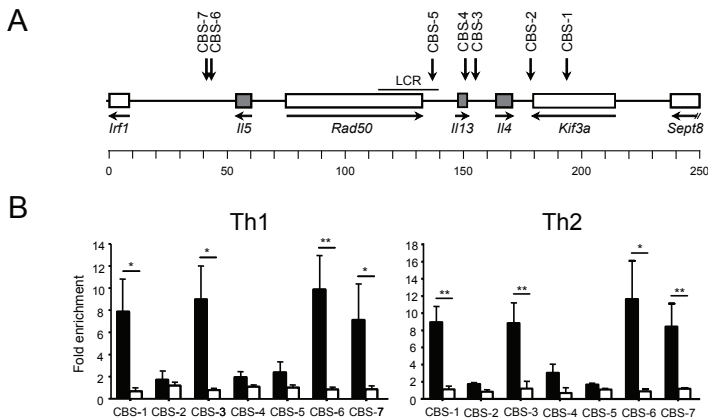 A
CBS-7
CBS-6
CBS-5
CBS-4
CBS-3
CBS-2
CBS-1
LCR
Irf1 Il5 Rad50 Il13 Il4 Kif3a Sept8
0 50 100 150 200 250
B
Th1 Th2
Fold enrichment
14
12
10
8
6
4
2
0
* * ** *
CBS-1 CBS-2 CBS-3 CBS-4 CBS-5 CBS-6 CBS-7
18
16
14
12
10
8
6
4
2
0
** ** * **
CBS-1 CBS-2 CBS-3 CBS-4 CBS-5 CBS-6 CBS-7